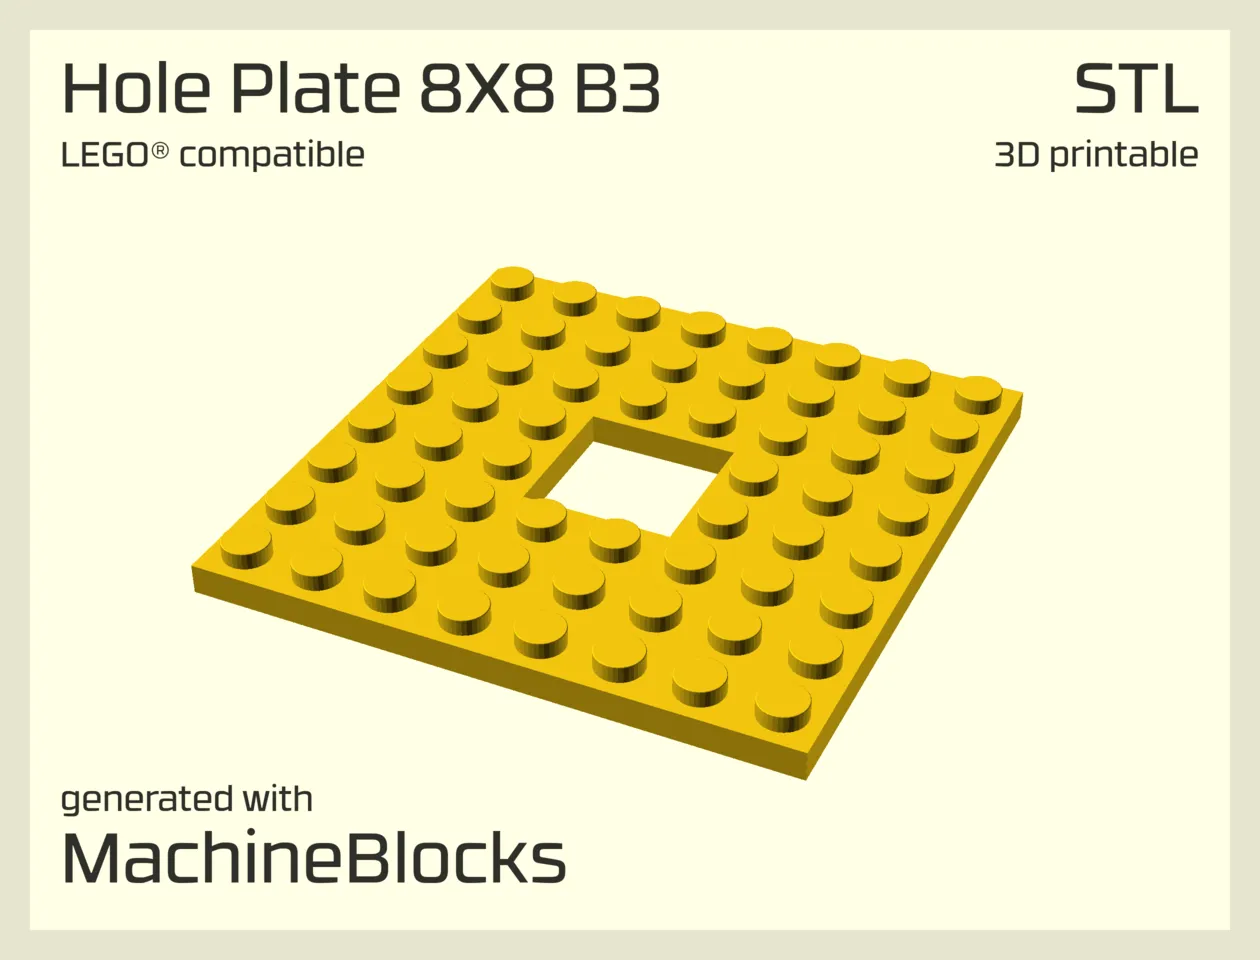 Hole Plate 8X8 B3
LEGO® compatible
STL
3D printable
generated with
MachineBlocks